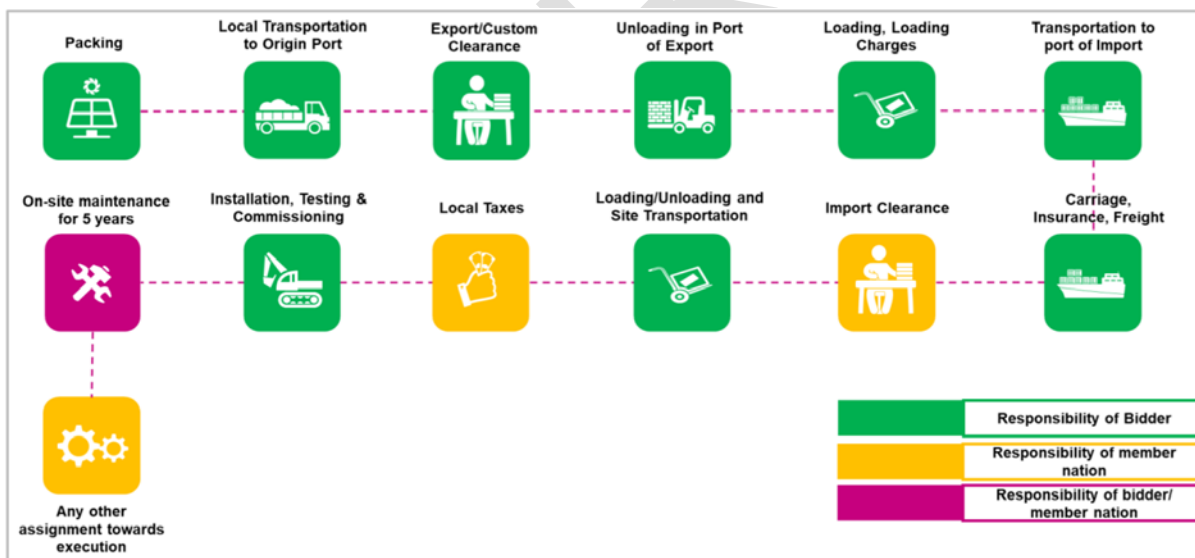 Packing
Local Transportation
to Origin Port
Export/Custom
Clearance
Unloading in Port
of Export
Loading, Loading
Charges
Transportation to
port of Import
On-site maintenance
for 5 years
Installation, Testing &
Commissioning
Local Taxes
Loading/Unloading and
Site Transportation
Import Clearance
Carriage,
Insurance, Freight
Any other
assignment towards
execution
Responsibility of Bidder
Responsibility of member
nation
Responsibility of bidder/
member nation